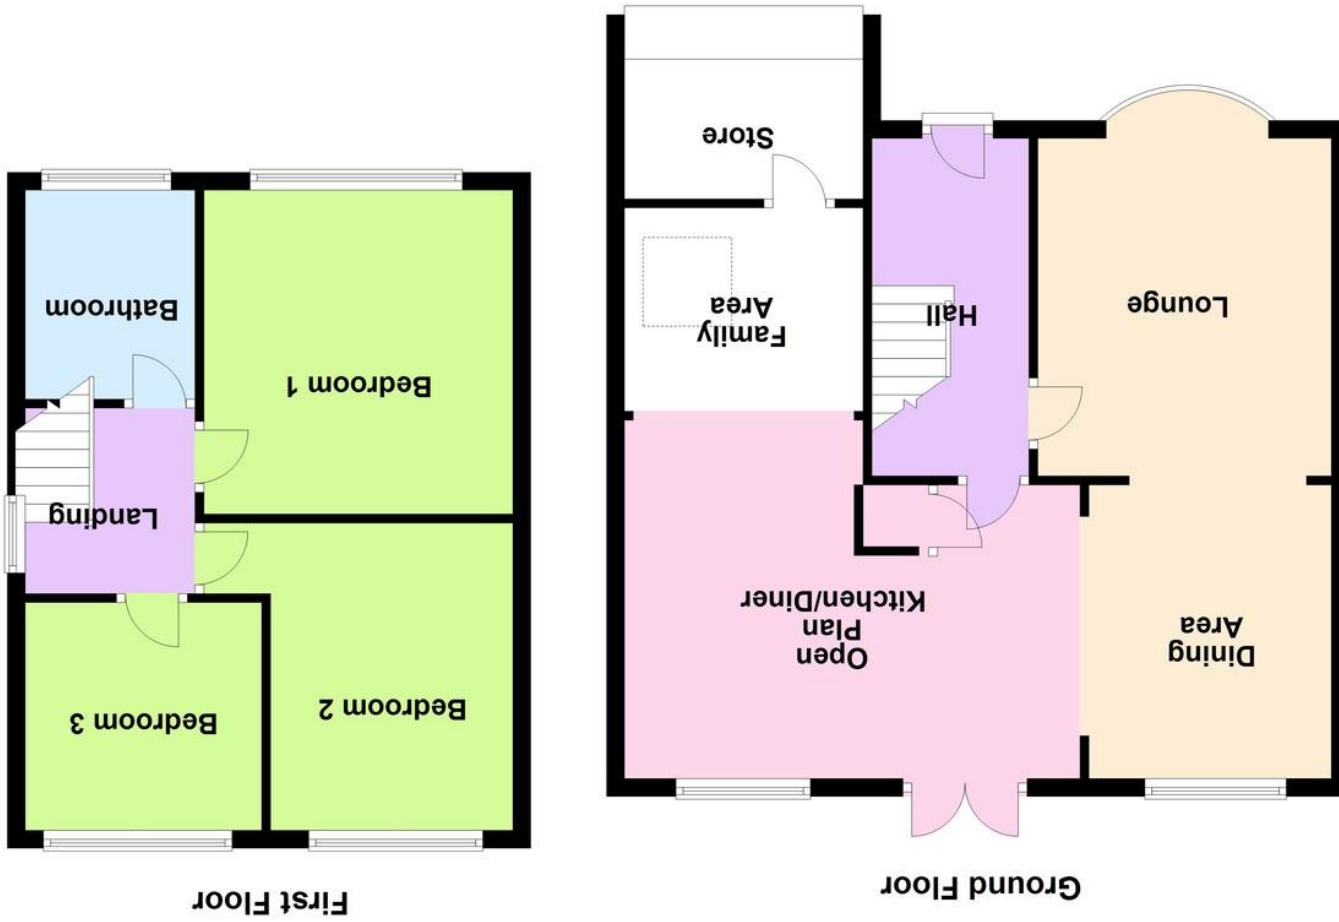 Ground Floor
Dining
Area
Open
Plan
Kitchen/Diner
Lounge
Hall
Family
Area
Store
First Floor
Bedroom 3
Bedroom 2
Landing
Bedroom 1
Bathroom